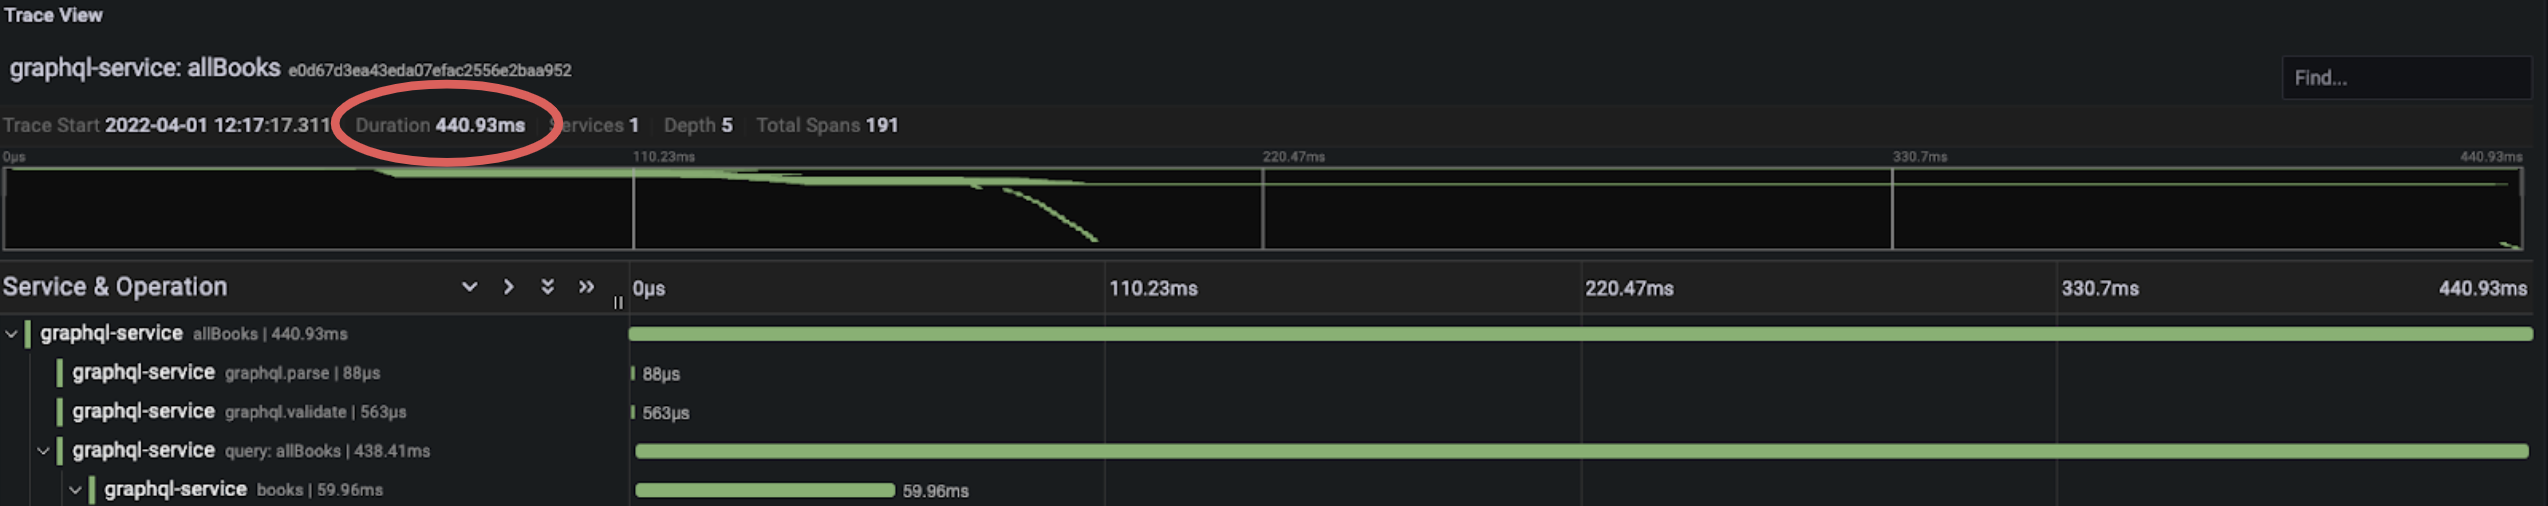 Trace View
graphql-service: allBooks e0d67d3ea43eda07efac2556e2baa952
Find...
Trace Start 2022-04-01 12:17:17.311 Duration 440.93ms Services 1 Depth 5 Total Spans 191
0μs 110.23ms 220.47ms 330.7ms 440.93ms
Service & Operation 0μs 110.23ms 220.47ms 330.7ms 440.93ms
graphql-service allBooks | 440.93ms
graphql-service graphql.parse | 88μs 88μs
graphql-service graphql.validate | 563μs 563μs
graphql-service query: allBooks | 438.41ms
graphql-service books | 59.96ms 59.96ms